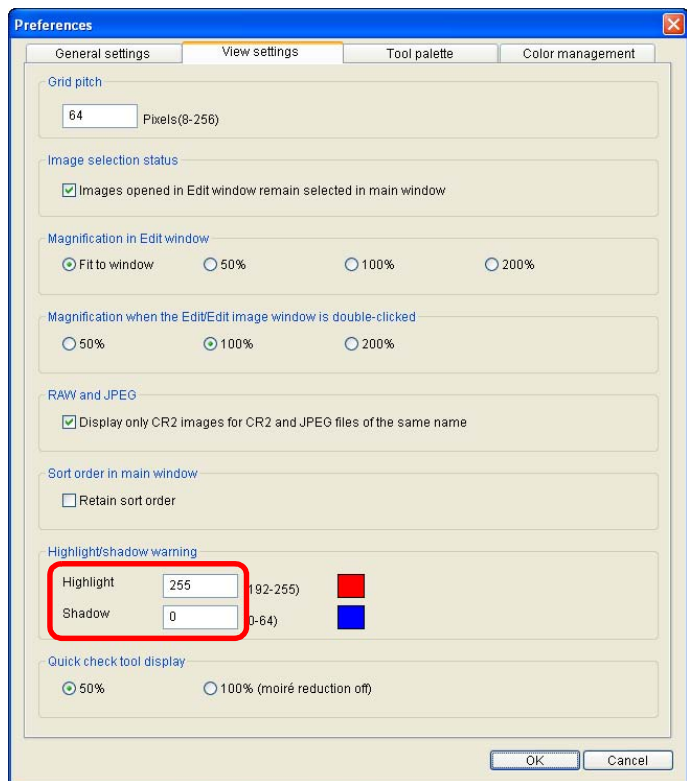 Preferences
General settings View settings Tool palette Color management
Grid pitch
64 Pixels(8-256)
Image selection status
Images opened in Edit window remain selected in main window
Magnification in Edit window
Fit to window 50% 100% 200%
Magnification when the Edit/Edit image window is double-clicked
50% 100% 200%
RAW and JPEG
Display only CR2 images for CR2 and JPEG files of the same name
Sort order in main window
Retain sort order
Highlight/shadow warning
Highlight 255 192-255)
Shadow 0 0-64)
Quick check tool display
50% 100% (moiré reduction off)
OK Cancel